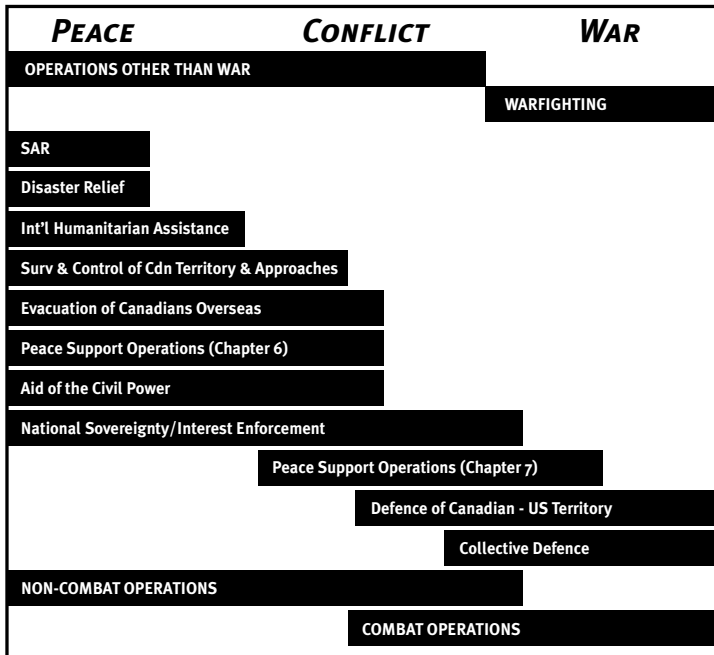 PEACE CONFLICT WAR
OPERATIONS OTHER THAN WAR
WARFIGHTING
SAR
Disaster Relief
Int'l Humanitarian Assistance
Surv & Control of Cdn Territory & Approaches
Evacuation of Canadians Overseas
Peace Support Operations (Chapter 6)
Aid of the Civil Power
National Sovereignty/Interest Enforcement
Peace Support Operations (Chapter 7)
Defence of Canadian - US Territory
Collective Defence
NON-COMBAT OPERATIONS
COMBAT OPERATIONS